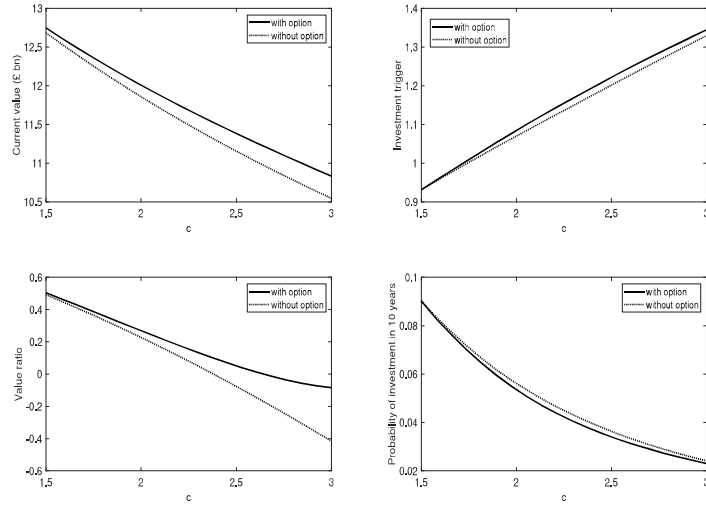 13
12.5
12
11.5
11
10.5
1.5
2
2.5
3
c
Current value (£ bn)
with option
without option
1.4
1.3
1.2
1.1
1
0.9
1.5
2
2.5
3
c
Investment trigger
with option
without option
0.6
0.4
0.2
0
-0.2
-0.4
-0.6
1.5
2
2.5
3
c
Value ratio
with option
without option
0.1
0.08
0.06
0.04
0.02
1.5
2
2.5
3
c
Probability of investment in 10 years
with option
without option